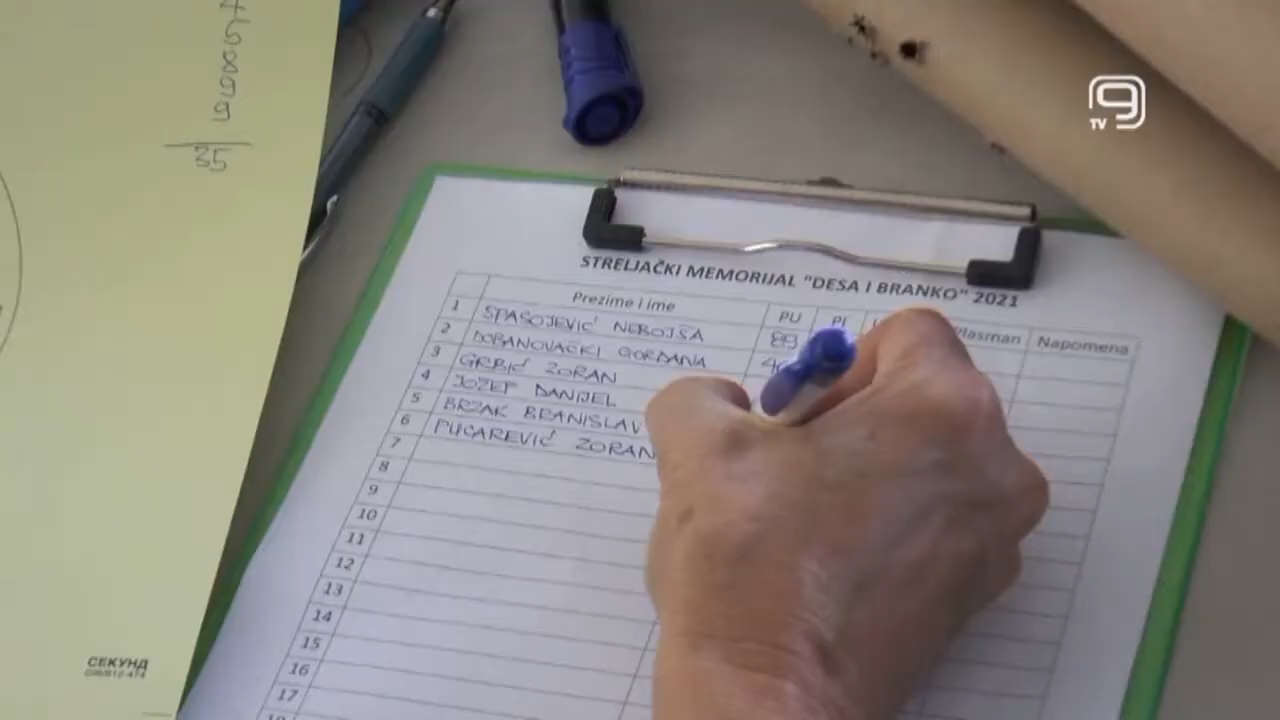 35
9
TV
STRELJAČKI MEMORIJAL "DESA I BRANKO" 2021
Prezime i ime PU Plasman Napomena
1 SPASOJEVIĆ NEBOJŠA 89
2 DOBANOVAČKI GORDANA
3 GRBIĆ ZORAN
4 JOZEP DANIJEL
5 BRZAK BRANISLAV
6 PUCAREVIĆ ZORAN
7
8
9
10
11
12
13
14
15
16
17
СЕКУНД